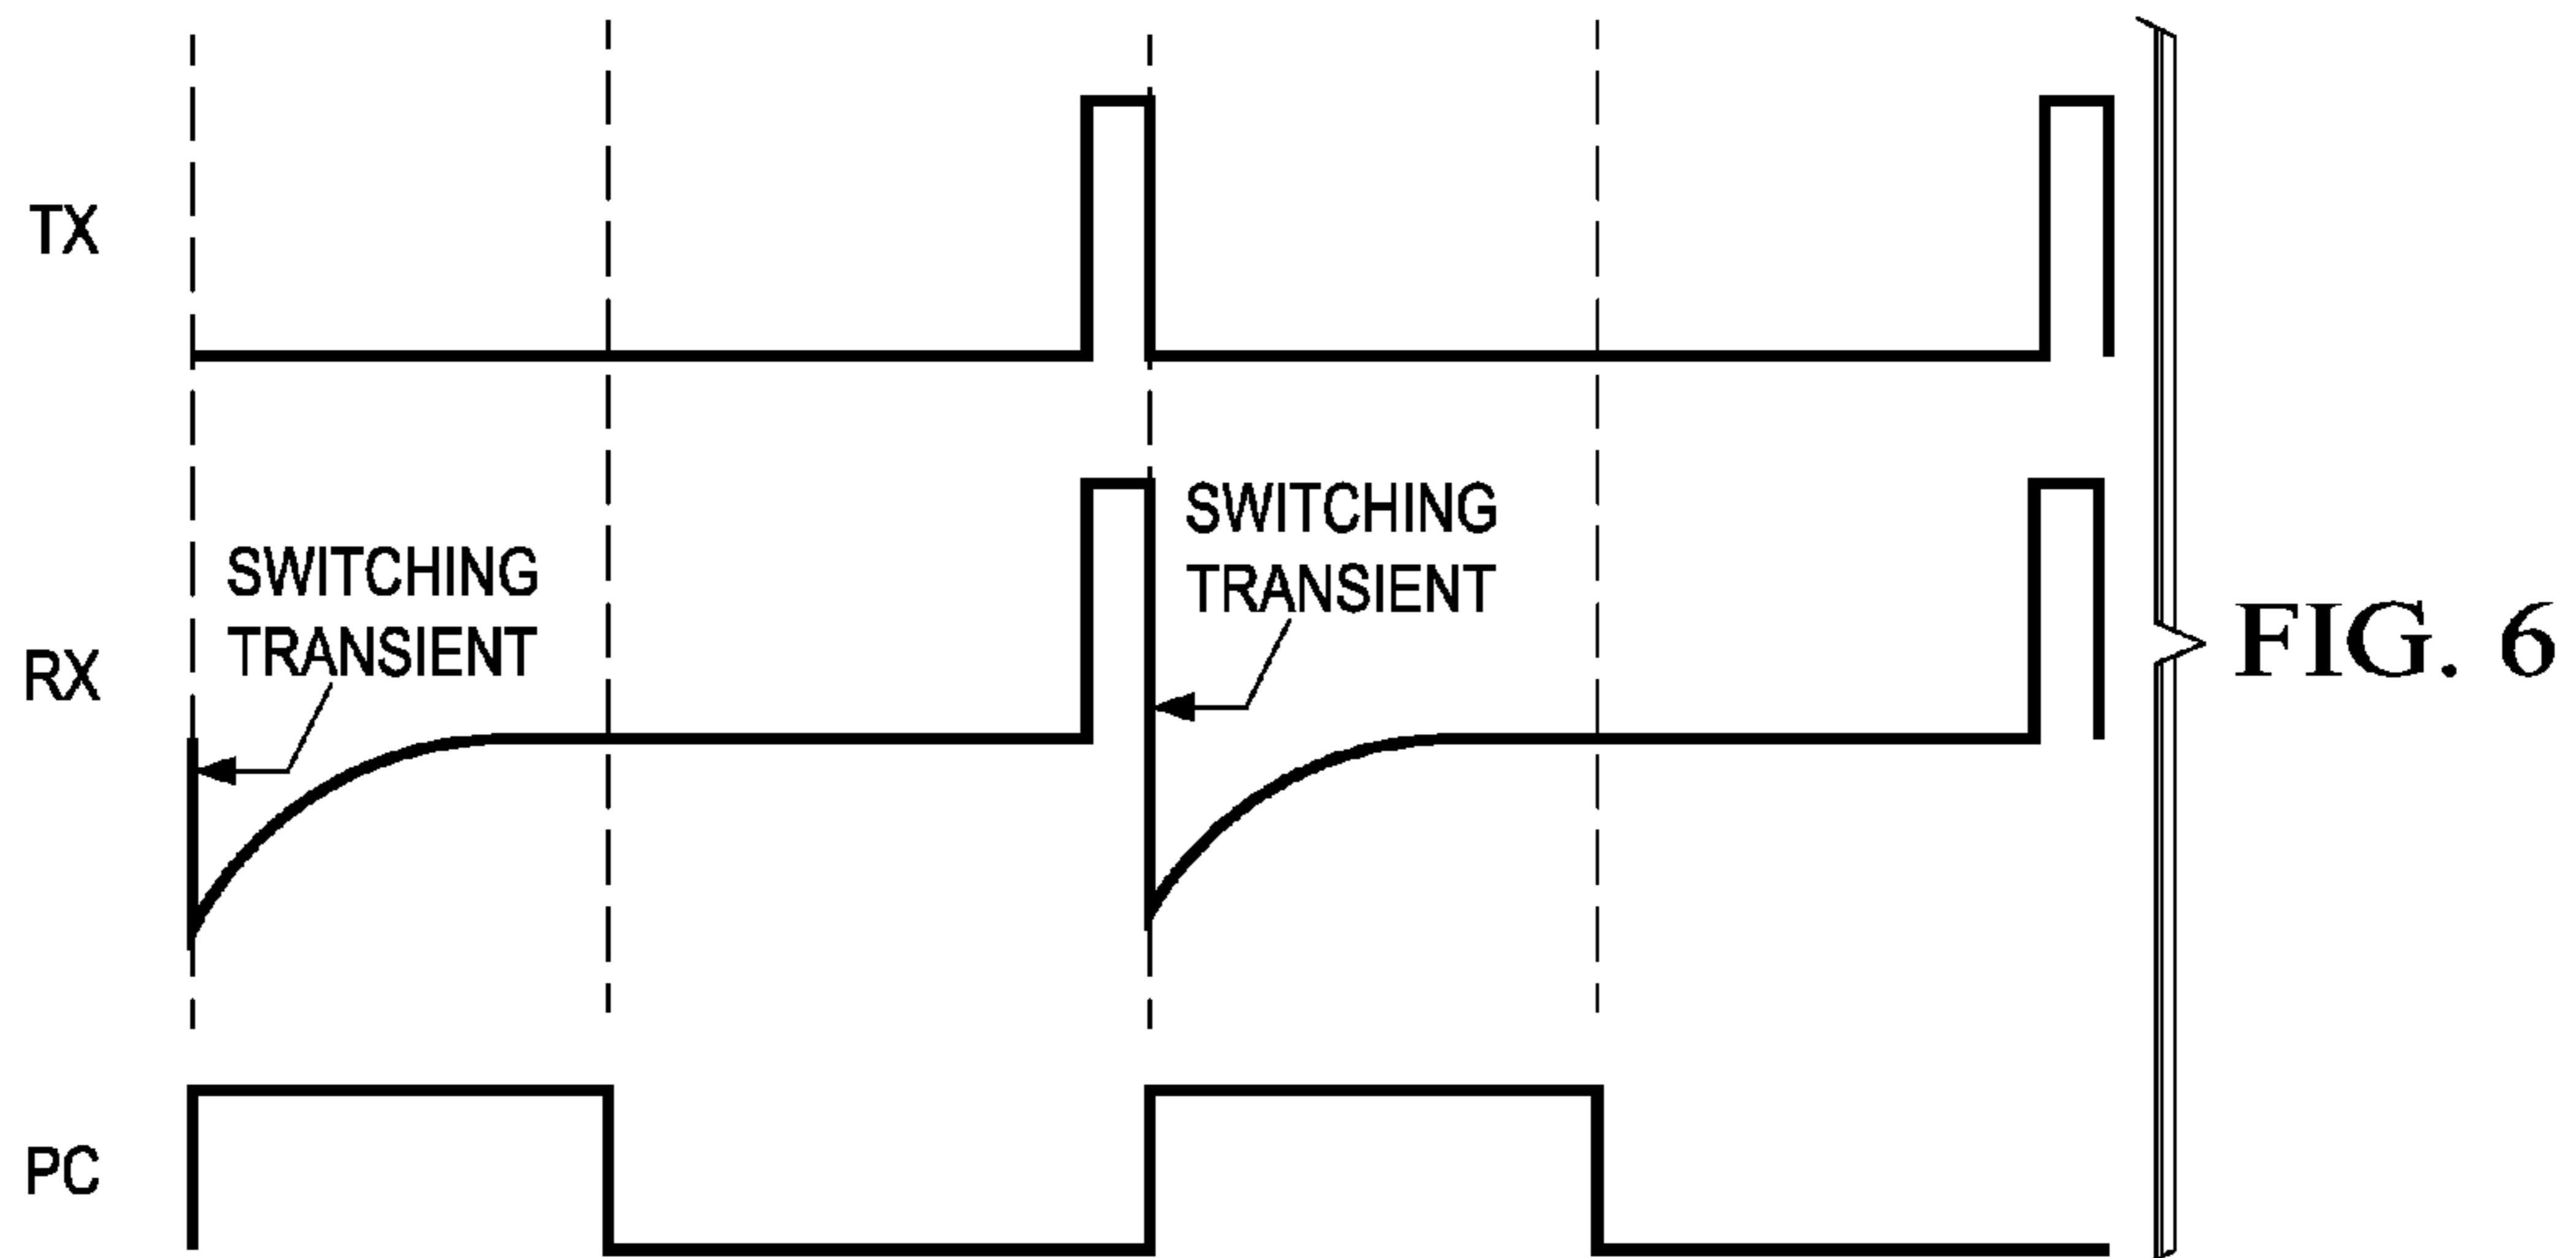 TX
SWITCHING
TRANSIENT
SWITCHING
TRANSIENT
RX
FIG. 6
PC